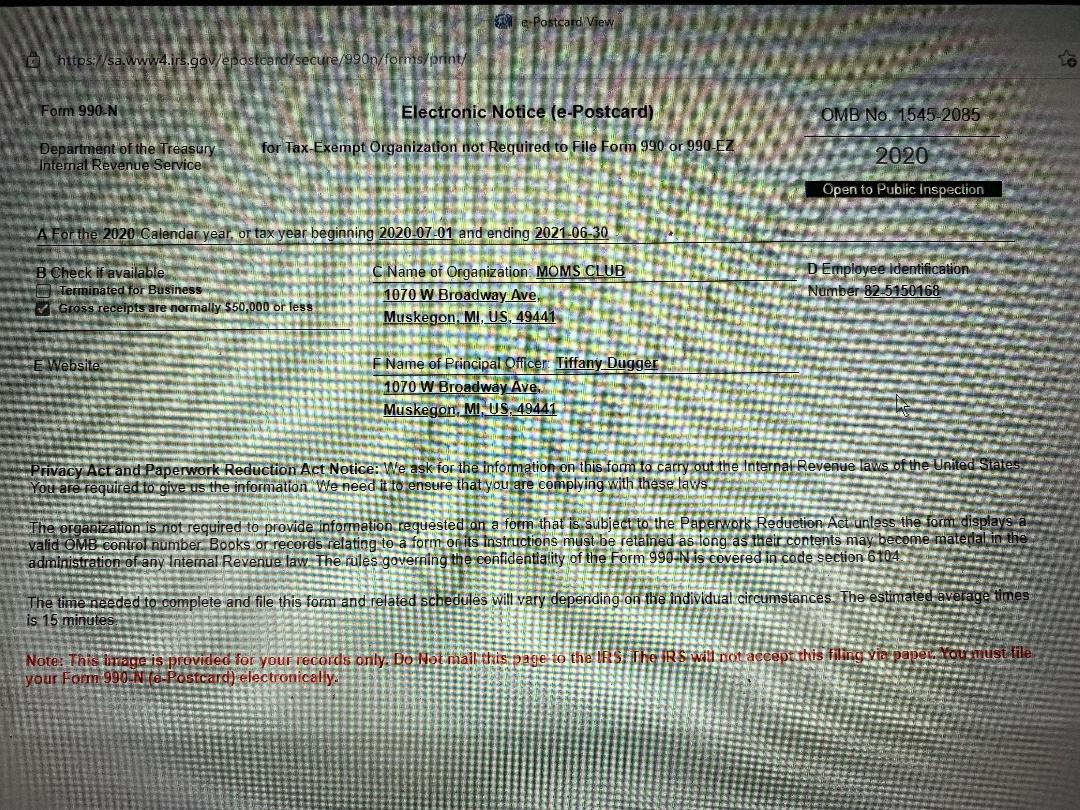 e-Postcard View
https://sa.www4.irs.gov/epostcard/secure/990n/forms/print/
Form 990-N
Electronic Notice (e-Postcard)
OMB No. 1545-2085
Department of the Treasury
Internal Revenue Service
for Tax-Exempt Organization not Required to File Form 990 or 990-EZ
2020
Open to Public Inspection
A For the 2020 Calendar year, or tax year beginning 2020-07-01 and ending 2021-06-30
B Check if available
Terminated for Business
Gross receipts are normally $50,000 or less
C Name of Organization: MOMS CLUB
1070 W Broadway Ave,
Muskegon, MI, US, 49441
D Employee Identification
Number 82-5150168
E Website:
F Name of Principal Officer: Tiffany Dugger
1070 W Broadway Ave,
Muskegon, MI, US, 49441
Privacy Act and Paperwork Reduction Act Notice: We ask for the information on this form to carry out the Internal Revenue laws of the United States.
You are required to give us the information. We need it to ensure that you are complying with these laws.
The organization is not required to provide information requested on a form that is subject to the Paperwork Reduction Act unless the form displays a
valid OMB control number. Books or records relating to a form or its instructions must be retained as long as their contents may become material in the
administration of any Internal Revenue law. The rules governing the confidentiality of the Form 990-N is covered in code section 6104.
The time needed to complete and file this form and related schedules will vary depending on the individual circumstances. The estimated average times
is 15 minutes.
Note: This image is provided for your records only. Do Not mail this page to the IRS. The IRS will not accept this filing via paper. You must file
your Form 990-N (e-Postcard) electronically.